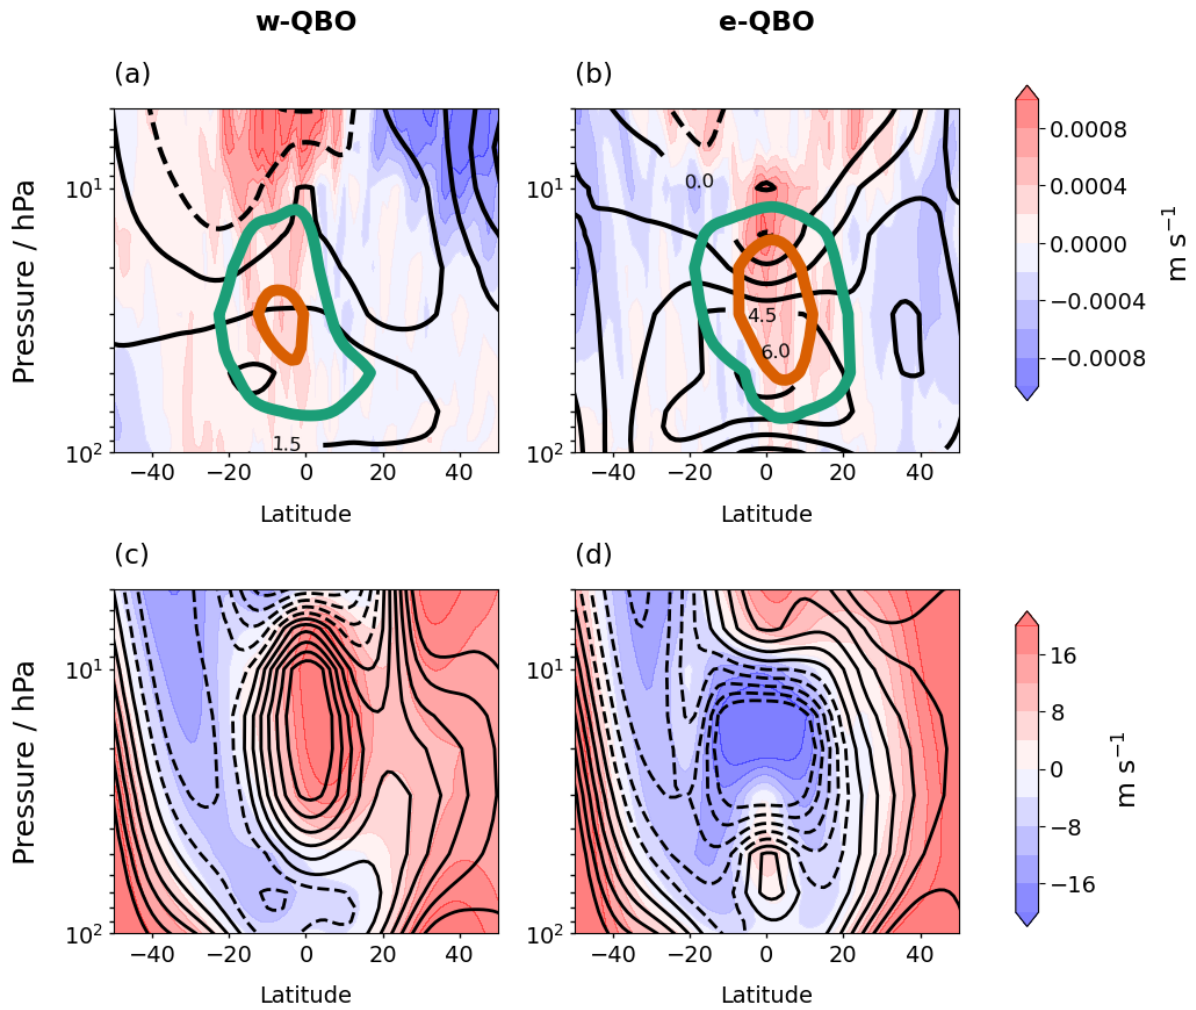 w-QBO
e-QBO
(a)
(b)
Pressure / hPa
10¹
10²
1.5
−40 −20 0 20 40
Latitude
0.0
4.5
6.0
10¹
10²
−40 −20 0 20 40
Latitude
0.0008
0.0004
0.0000
−0.0004
−0.0008
m s⁻¹
(c)
(d)
Pressure / hPa
10¹
10²
−40 −20 0 20 40
Latitude
10¹
10²
−40 −20 0 20 40
Latitude
16
8
0
−8
−16
m s⁻¹